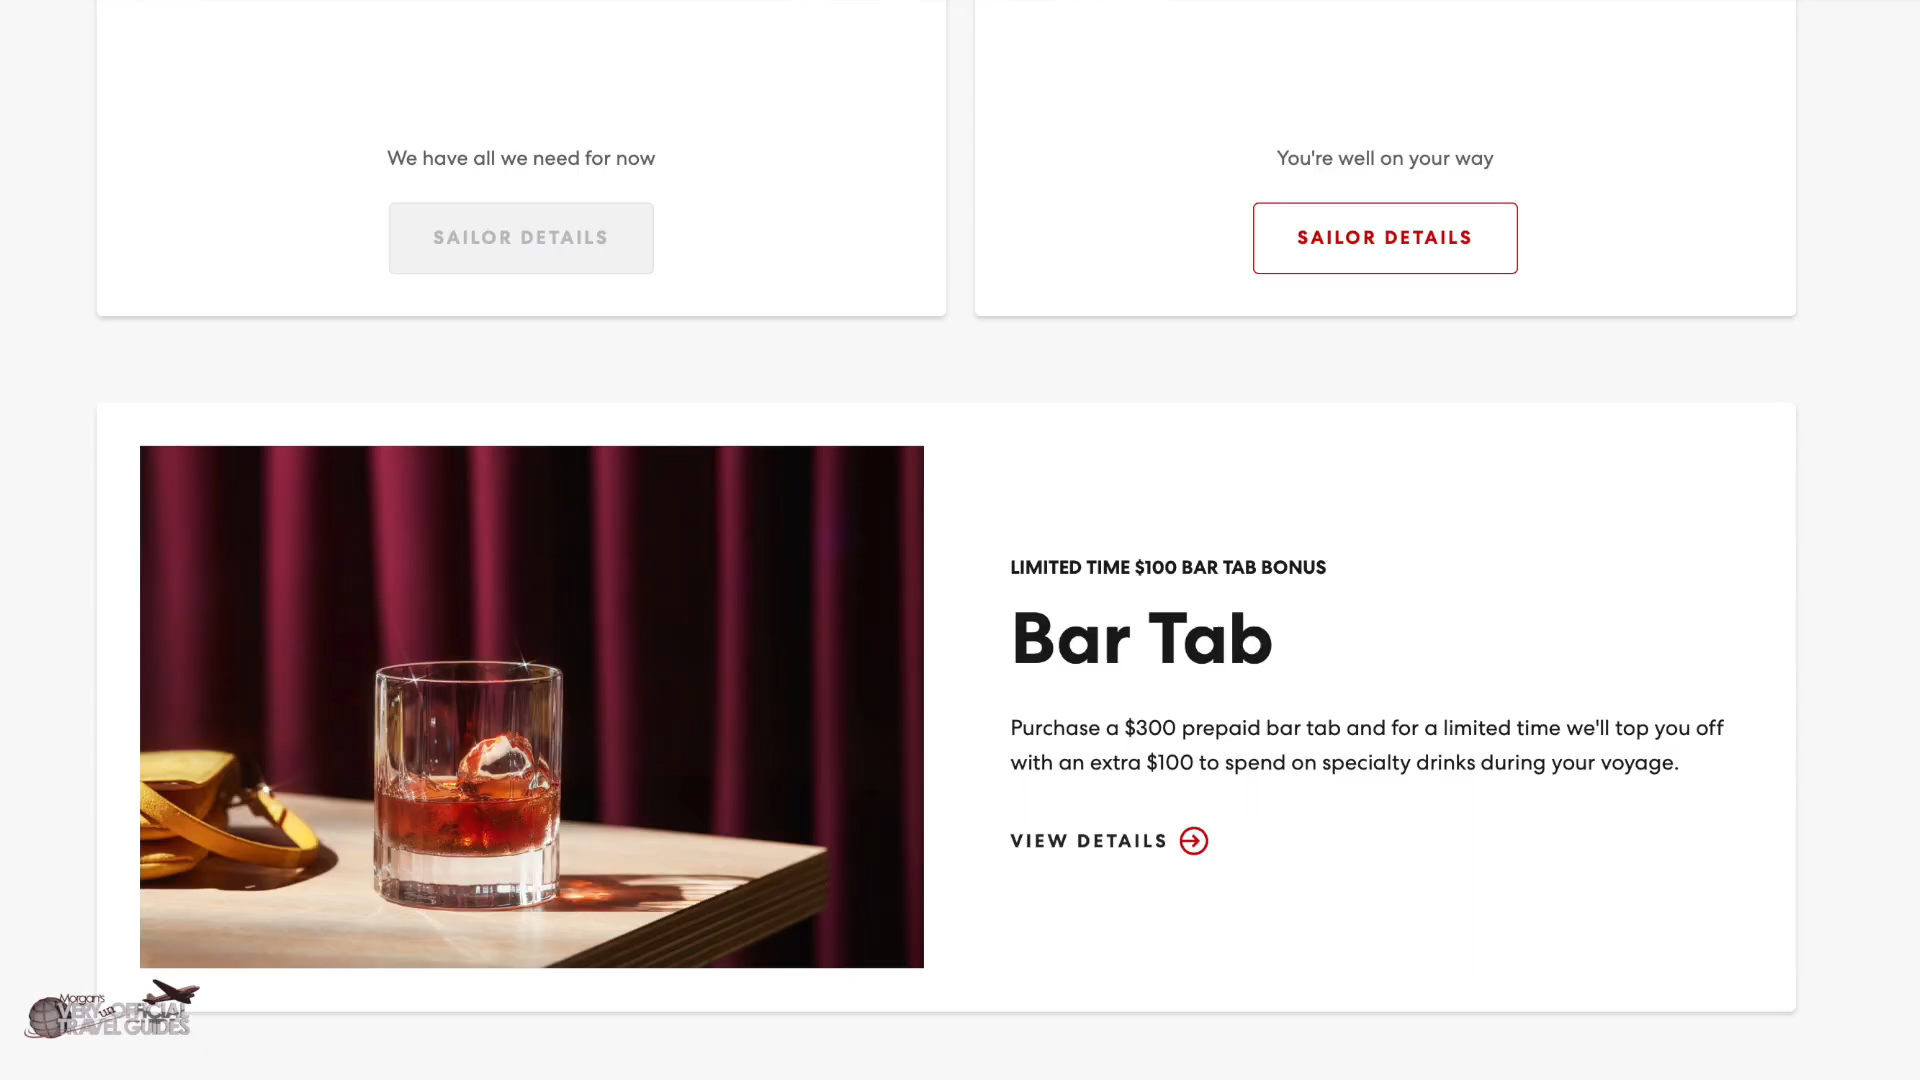 We have all we need for now
SAILOR DETAILS
You're well on your way
SAILOR DETAILS
LIMITED TIME $100 BAR TAB BONUS
Bar Tab
Purchase a $300 prepaid bar tab and for a limited time we'll top you off
with an extra $100 to spend on specialty drinks during your voyage.
VIEW DETAILS
Morgan's
VERY un OFFICIAL
TRAVEL GUIDES